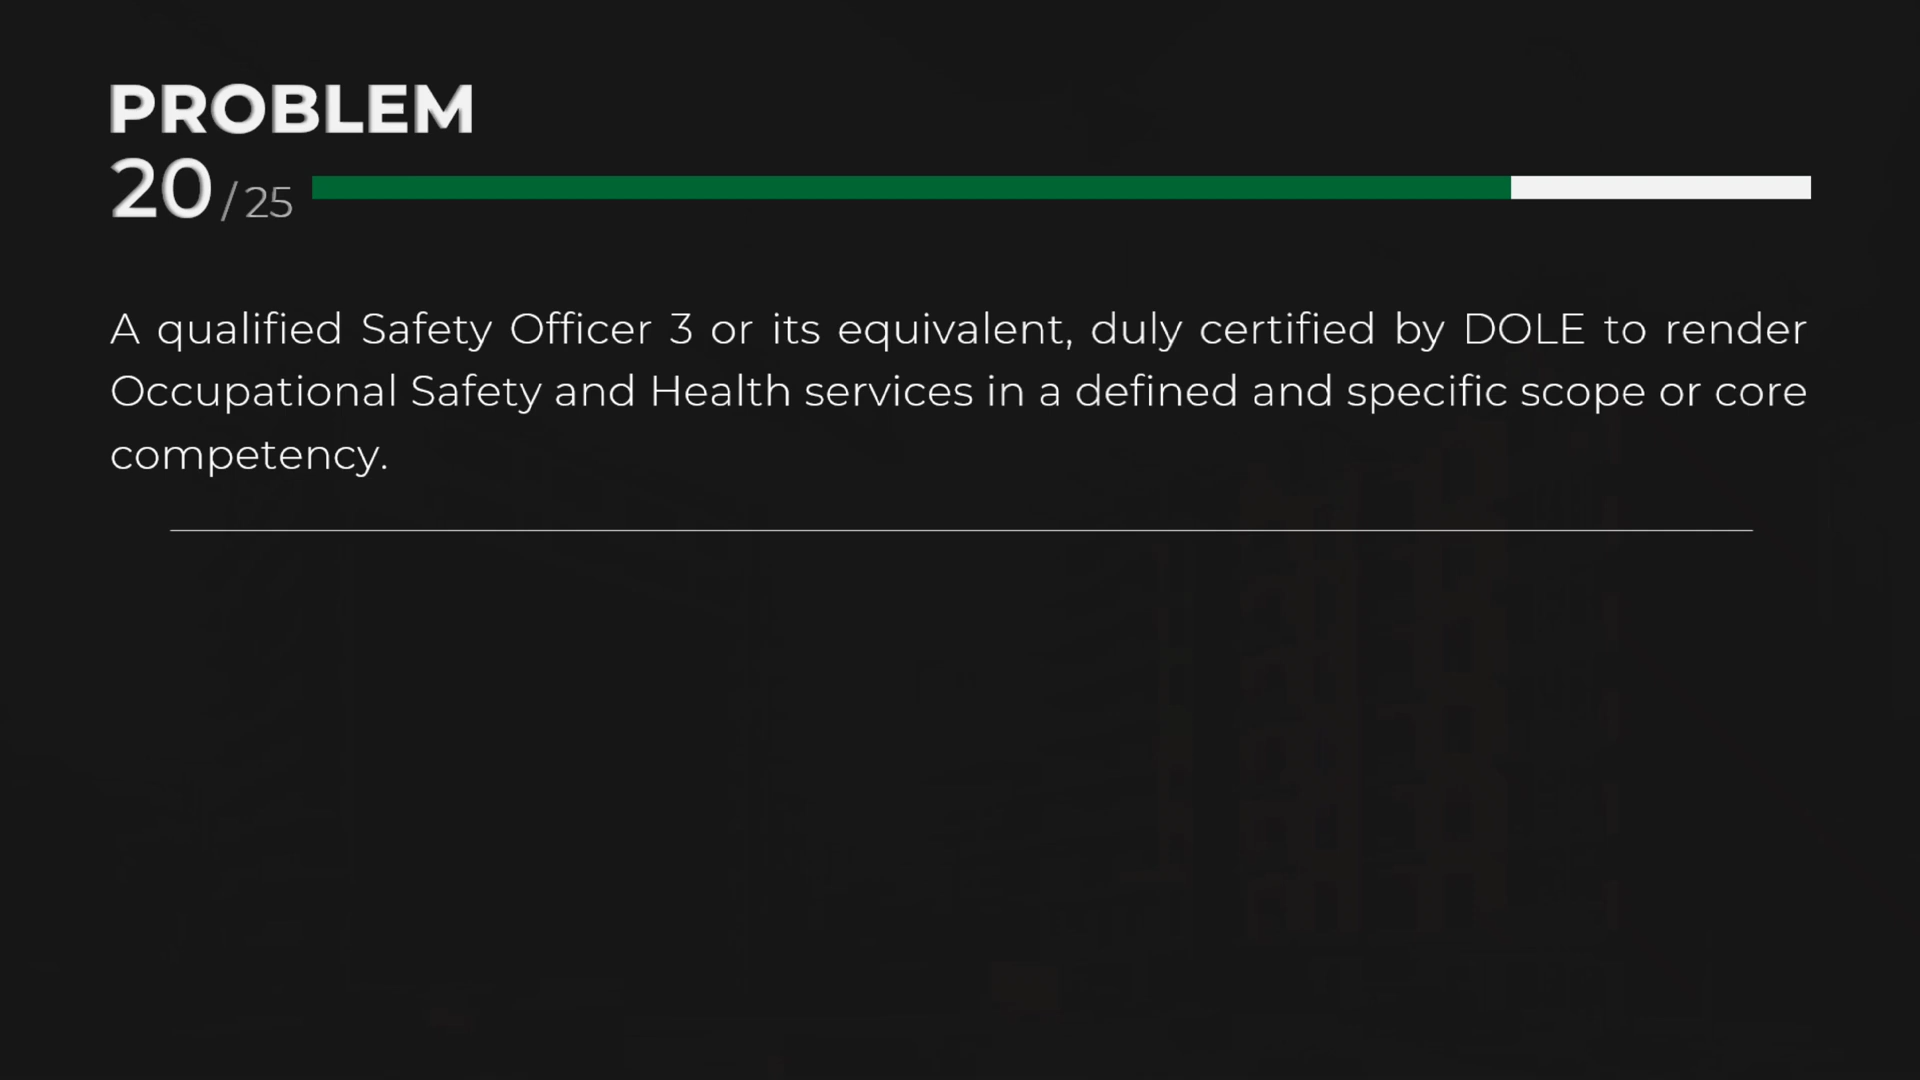 PROBLEM
20/25
A qualified Safety Officer 3 or its equivalent, duly certified by DOLE to render
Occupational Safety and Health services in a defined and specific scope or core
competency.